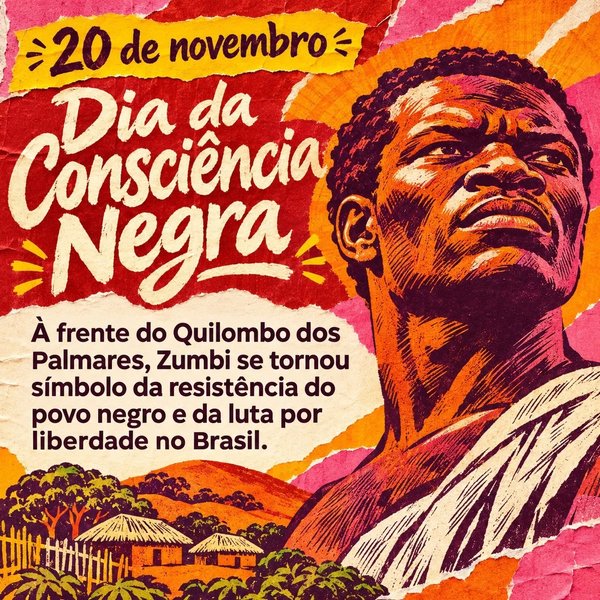 20 de novembro
Dia da
Consciência
Negra
À frente do Quilombo dos
Palmares, Zumbi se tornou
símbolo da resistência do
povo negro e da luta por
liberdade no Brasil.